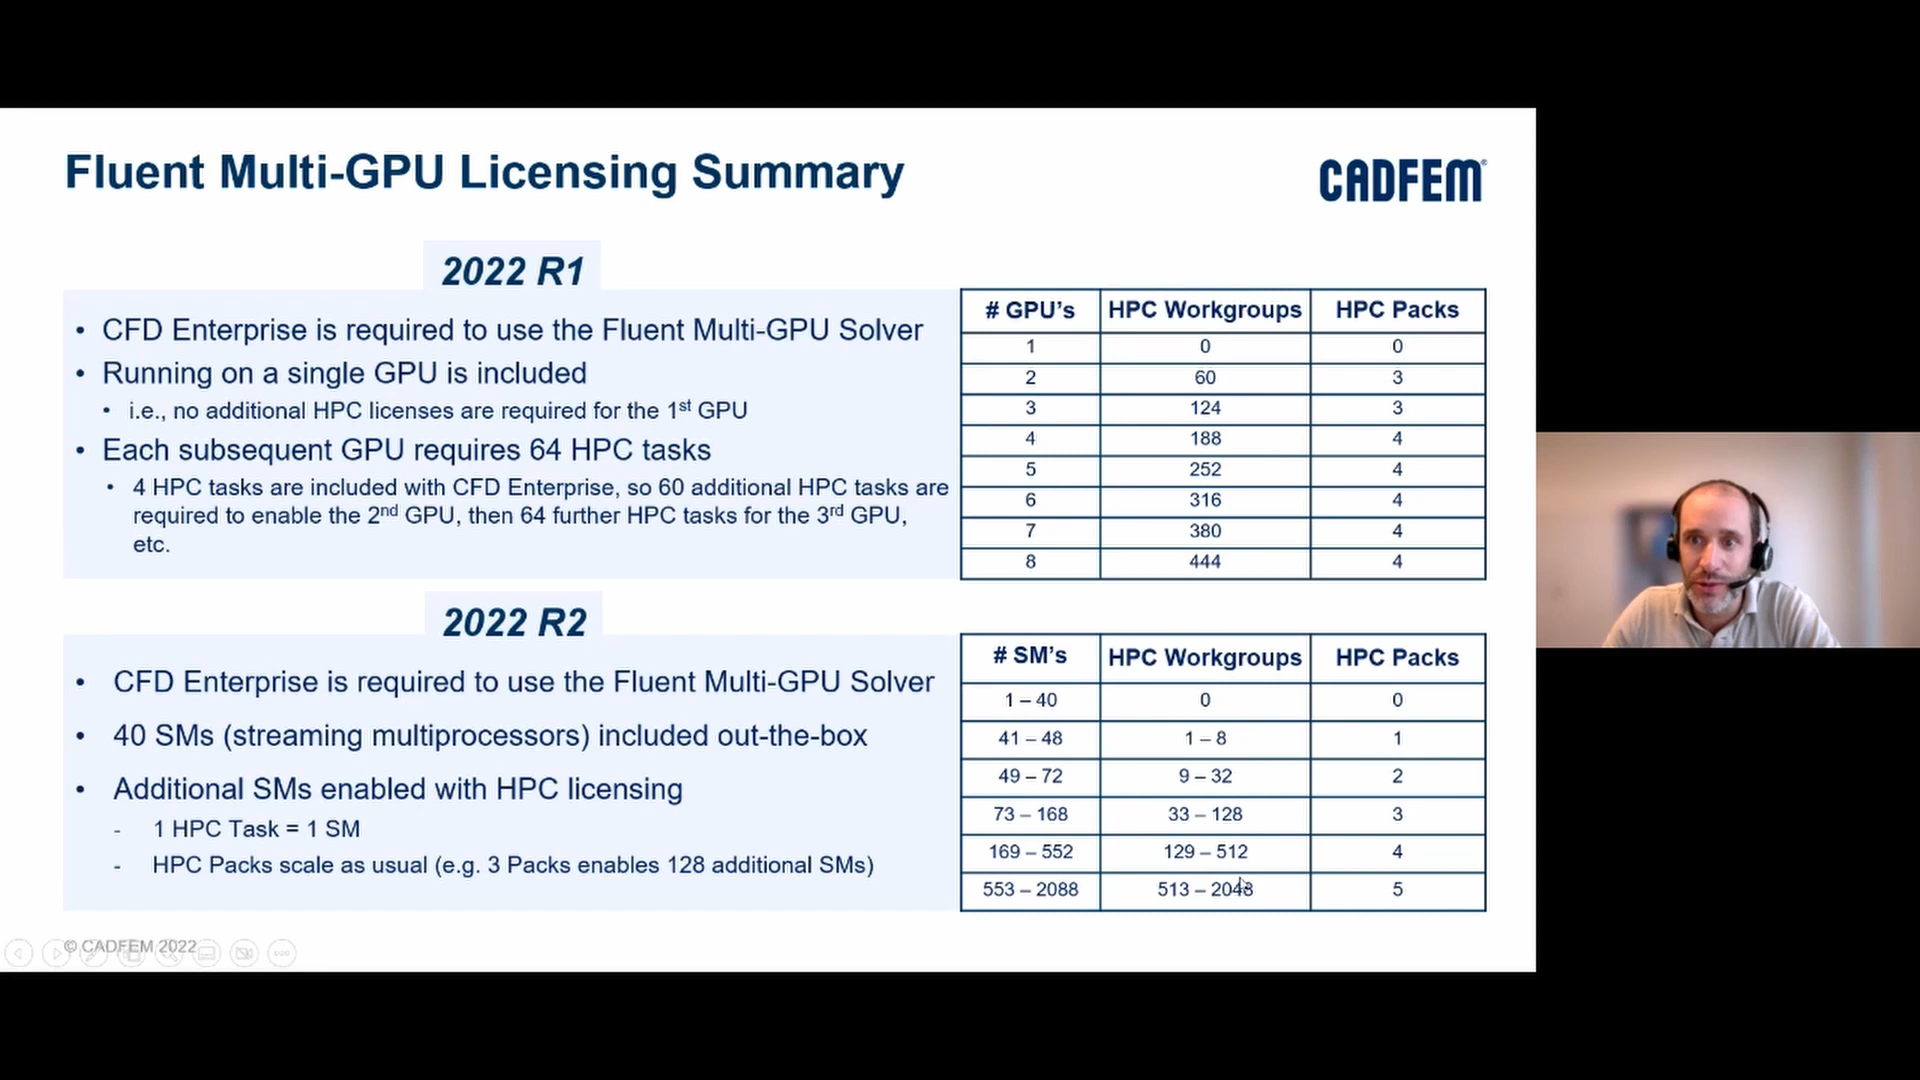 Fluent Multi-GPU Licensing Summary
CADFEM®
2022 R1
• CFD Enterprise is required to use the Fluent Multi-GPU Solver
• Running on a single GPU is included
• i.e., no additional HPC licenses are required for the 1st GPU
• Each subsequent GPU requires 64 HPC tasks
• 4 HPC tasks are included with CFD Enterprise, so 60 additional HPC tasks are
required to enable the 2nd GPU, then 64 further HPC tasks for the 3rd GPU,
etc.
# GPU's HPC Workgroups HPC Packs
1 0 0
2 60 3
3 124 3
4 188 4
5 252 4
6 316 4
7 380 4
8 444 4
2022 R2
• CFD Enterprise is required to use the Fluent Multi-GPU Solver
• 40 SMs (streaming multiprocessors) included out-the-box
• Additional SMs enabled with HPC licensing
- 1 HPC Task = 1 SM
- HPC Packs scale as usual (e.g. 3 Packs enables 128 additional SMs)
# SM's HPC Workgroups HPC Packs
1 – 40 0 0
41 – 48 1 – 8 1
49 – 72 9 – 32 2
73 – 168 33 – 128 3
169 – 552 129 – 512 4
553 – 2088 513 – 2048 5
© CADFEM 2022